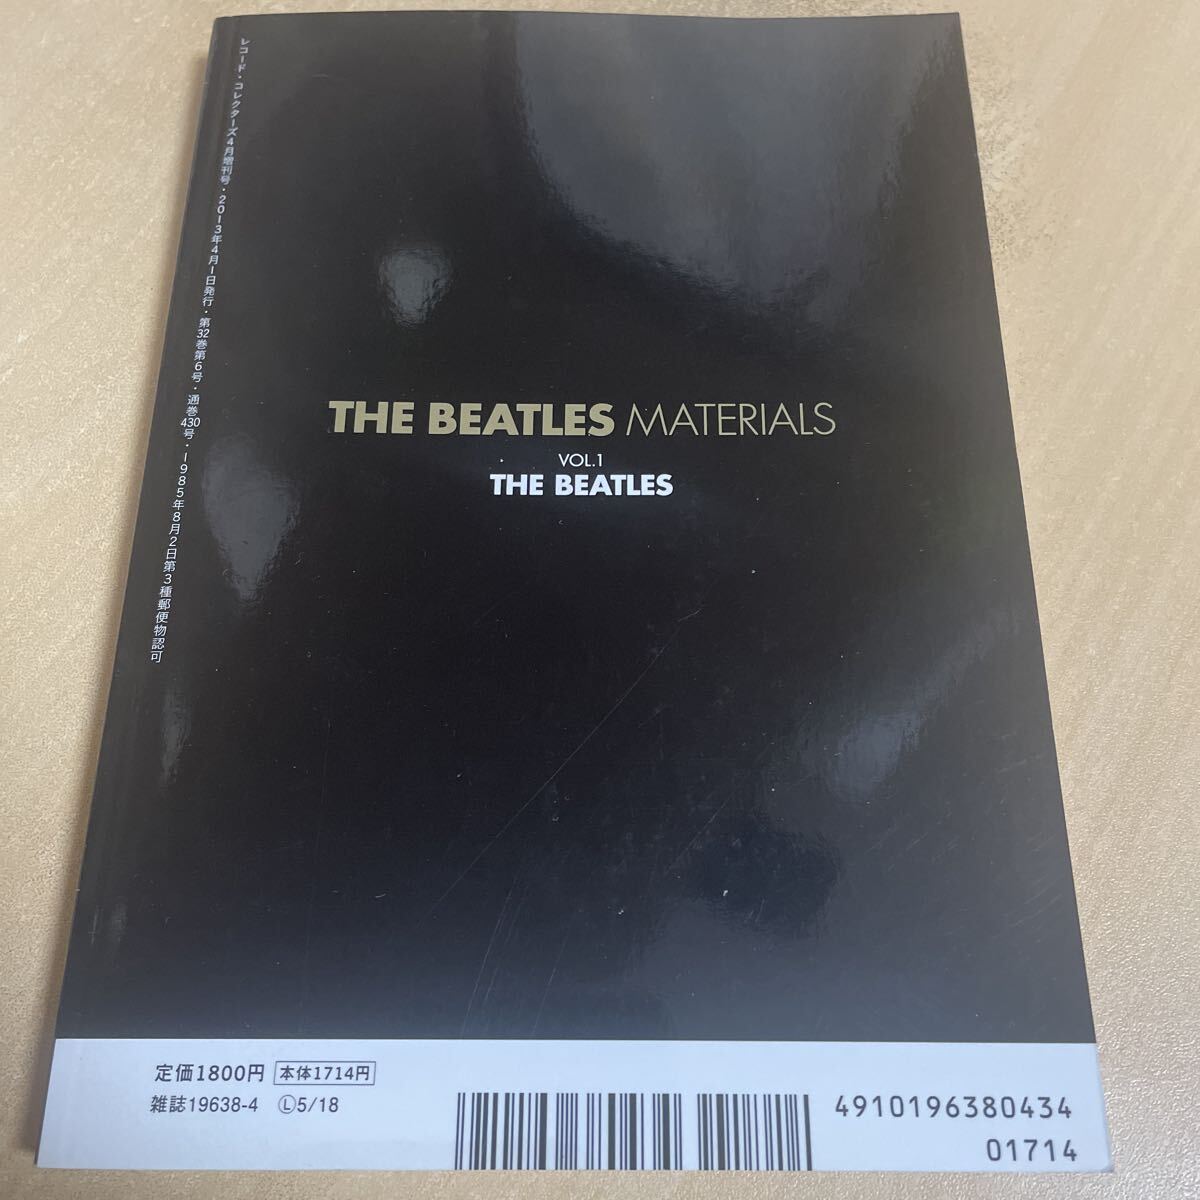 レコード・コレクターズ4月増刊号・2013年4月1日発行・第32巻第6号・通巻430号・1985年8月2日第3種郵便物認可
THE BEATLES MATERIALS
VOL.1
THE BEATLES
定価1800円 本体1714円
雑誌19638-4 Ⓛ5/18
4910196380434
01714